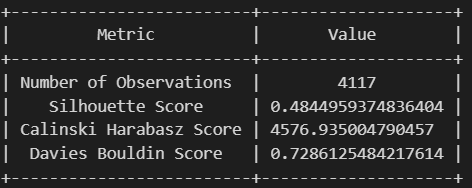 +-------------------------+--------------------+
|         Metric          |       Value        |
+-------------------------+--------------------+
| Number of Observations  |        4117        |
|    Silhouette Score     | 0.4844959374836404 |
| Calinski Harabasz Score | 4576.935004790457  |
|  Davies Bouldin Score   | 0.7286125484217614 |
+-------------------------+--------------------+